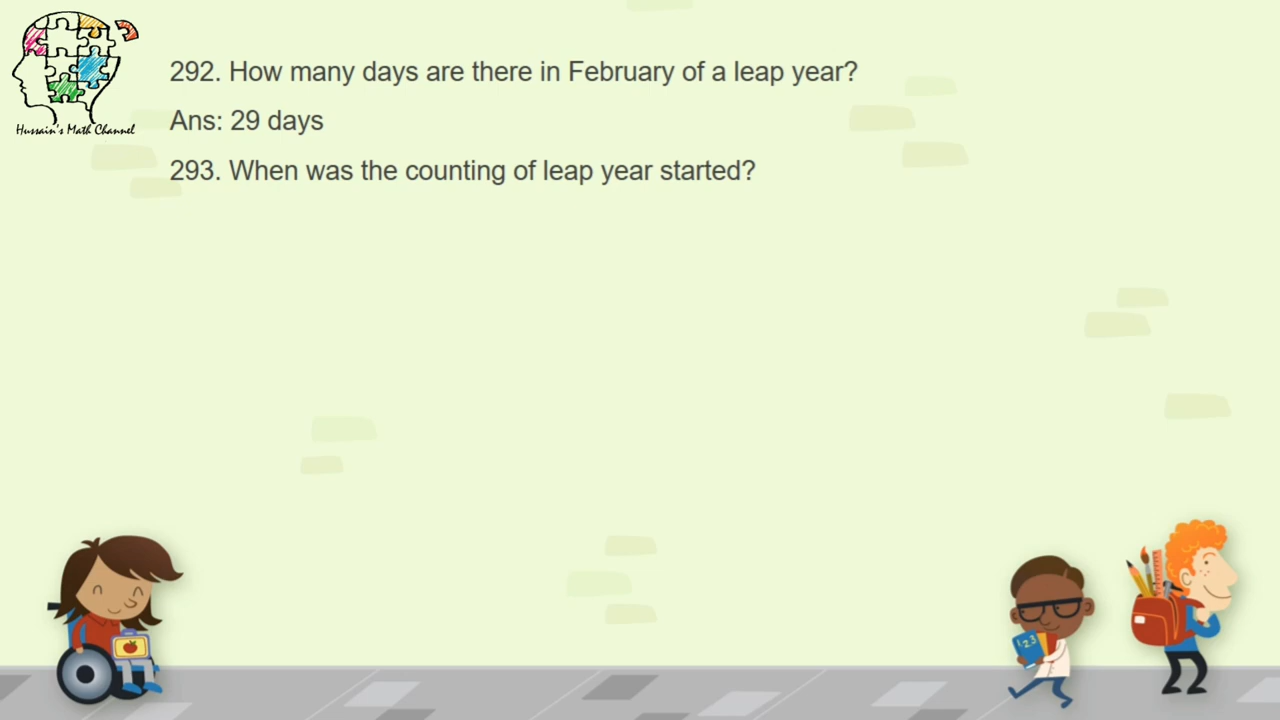 Hussain's Math Channel
292. How many days are there in February of a leap year?
Ans: 29 days
293. When was the counting of leap year started?
123